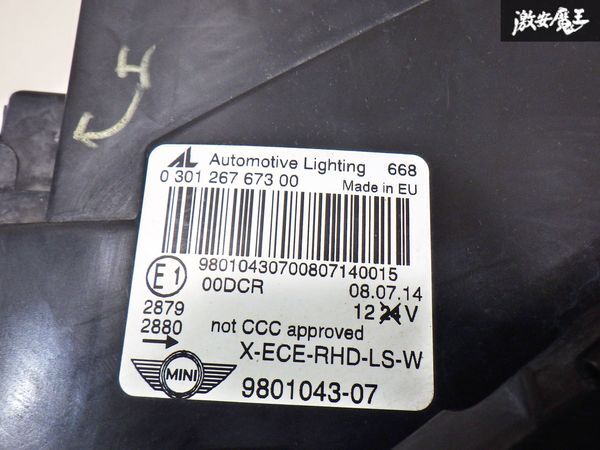 激安魔王
4
AL Automotive Lighting 668
0 301 267 673 00 Made in EU
98010430700807140015
E1 00DCR 08.07.14
2879 12 24 V
2880 not CCC approved
X-ECE-RHD-LS-W
MINI 9801043-07